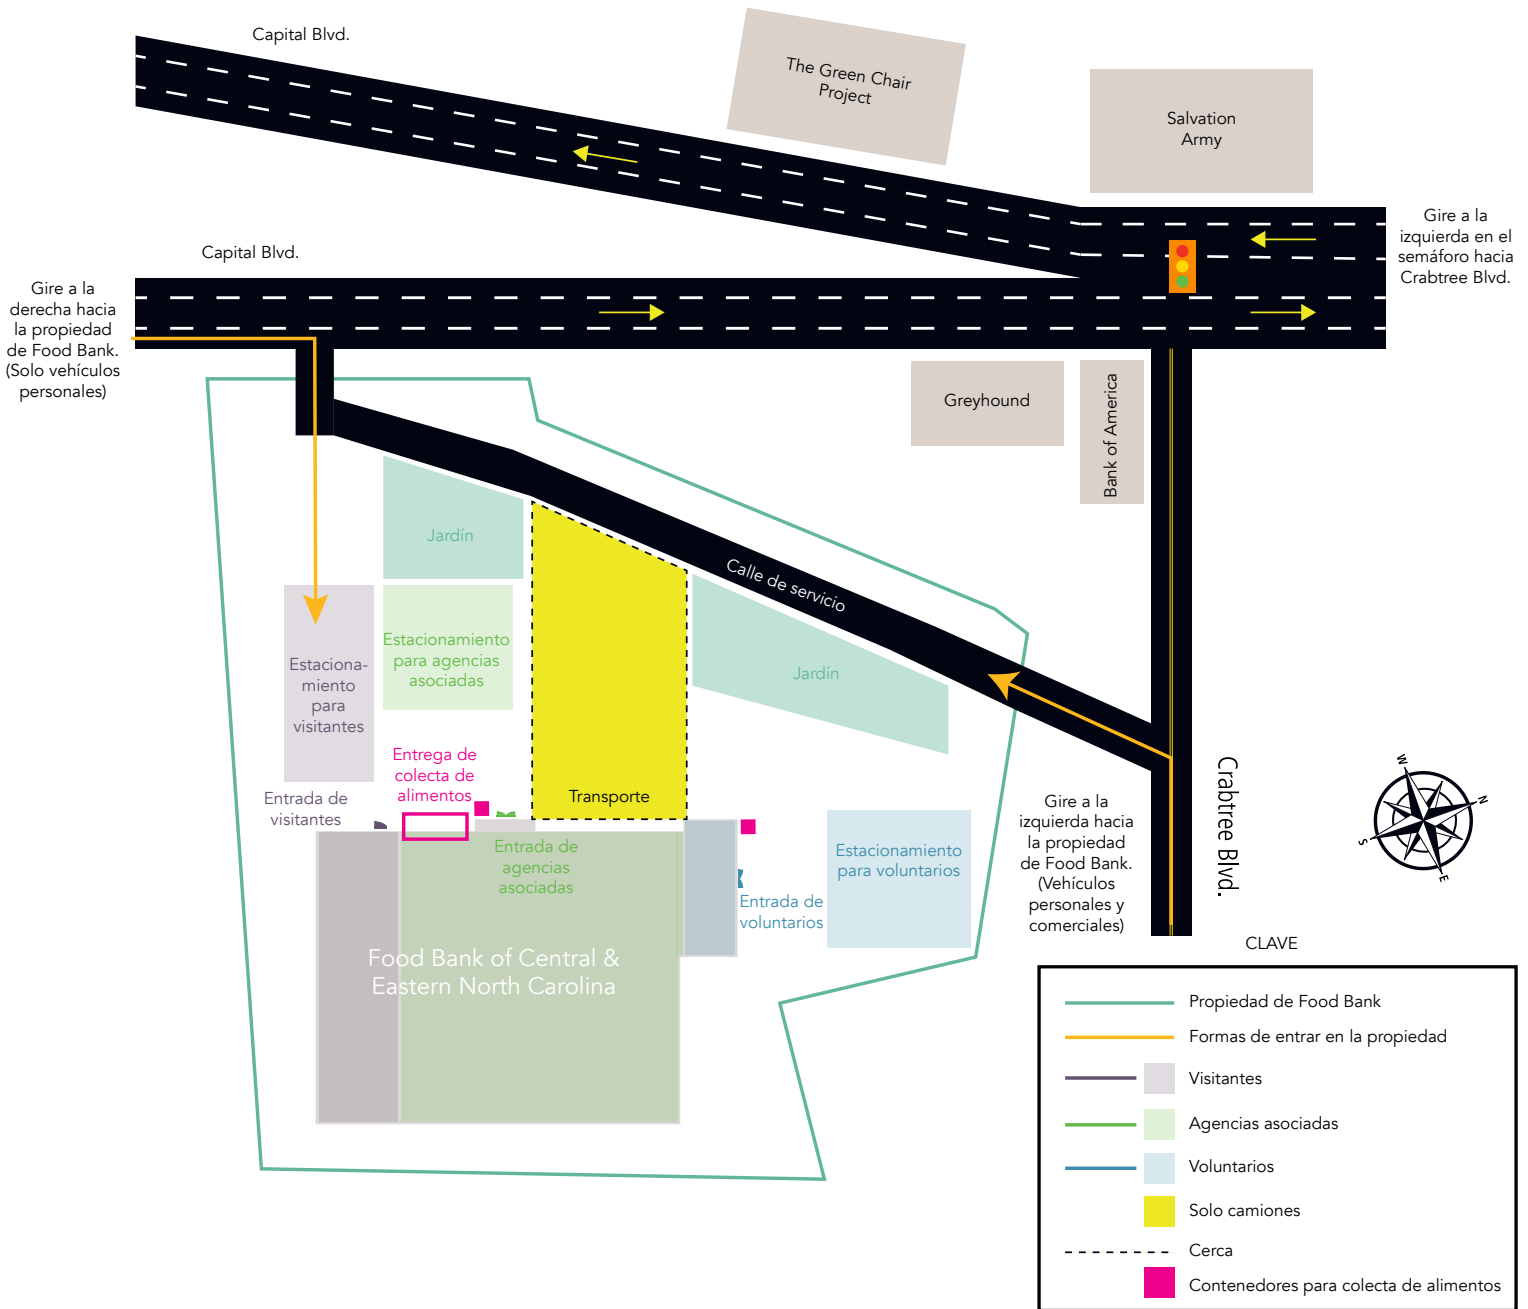 Capital Blvd.
The Green Chair
Project
Salvation
Army
Gire a la
izquierda en el
semáforo hacia
Crabtree Blvd.
Capital Blvd.
Gire a la
derecha hacia
la propiedad
de Food Bank.
(Solo vehículos
personales)
Greyhound
Bank of America
Jardín
Calle de servicio
Estacionamiento
para agencias
asociadas
Estaciona-
miento
para
visitantes
Jardín
Entrega de
colecta de
alimentos
Transporte
Entrada de
visitantes
Entrada de
agencias
asociadas
Estacionamiento
para voluntarios
Entrada de
voluntarios
Gire a la
izquierda hacia
la propiedad
de Food Bank.
(Vehículos
personales y
comerciales)
Crabtree Blvd.
W
N
S
E
Food Bank of Central &
Eastern North Carolina
CLAVE
Propiedad de Food Bank
Formas de entrar en la propiedad
Visitantes
Agencias asociadas
Voluntarios
Solo camiones
Cerca
Contenedores para colecta de alimentos